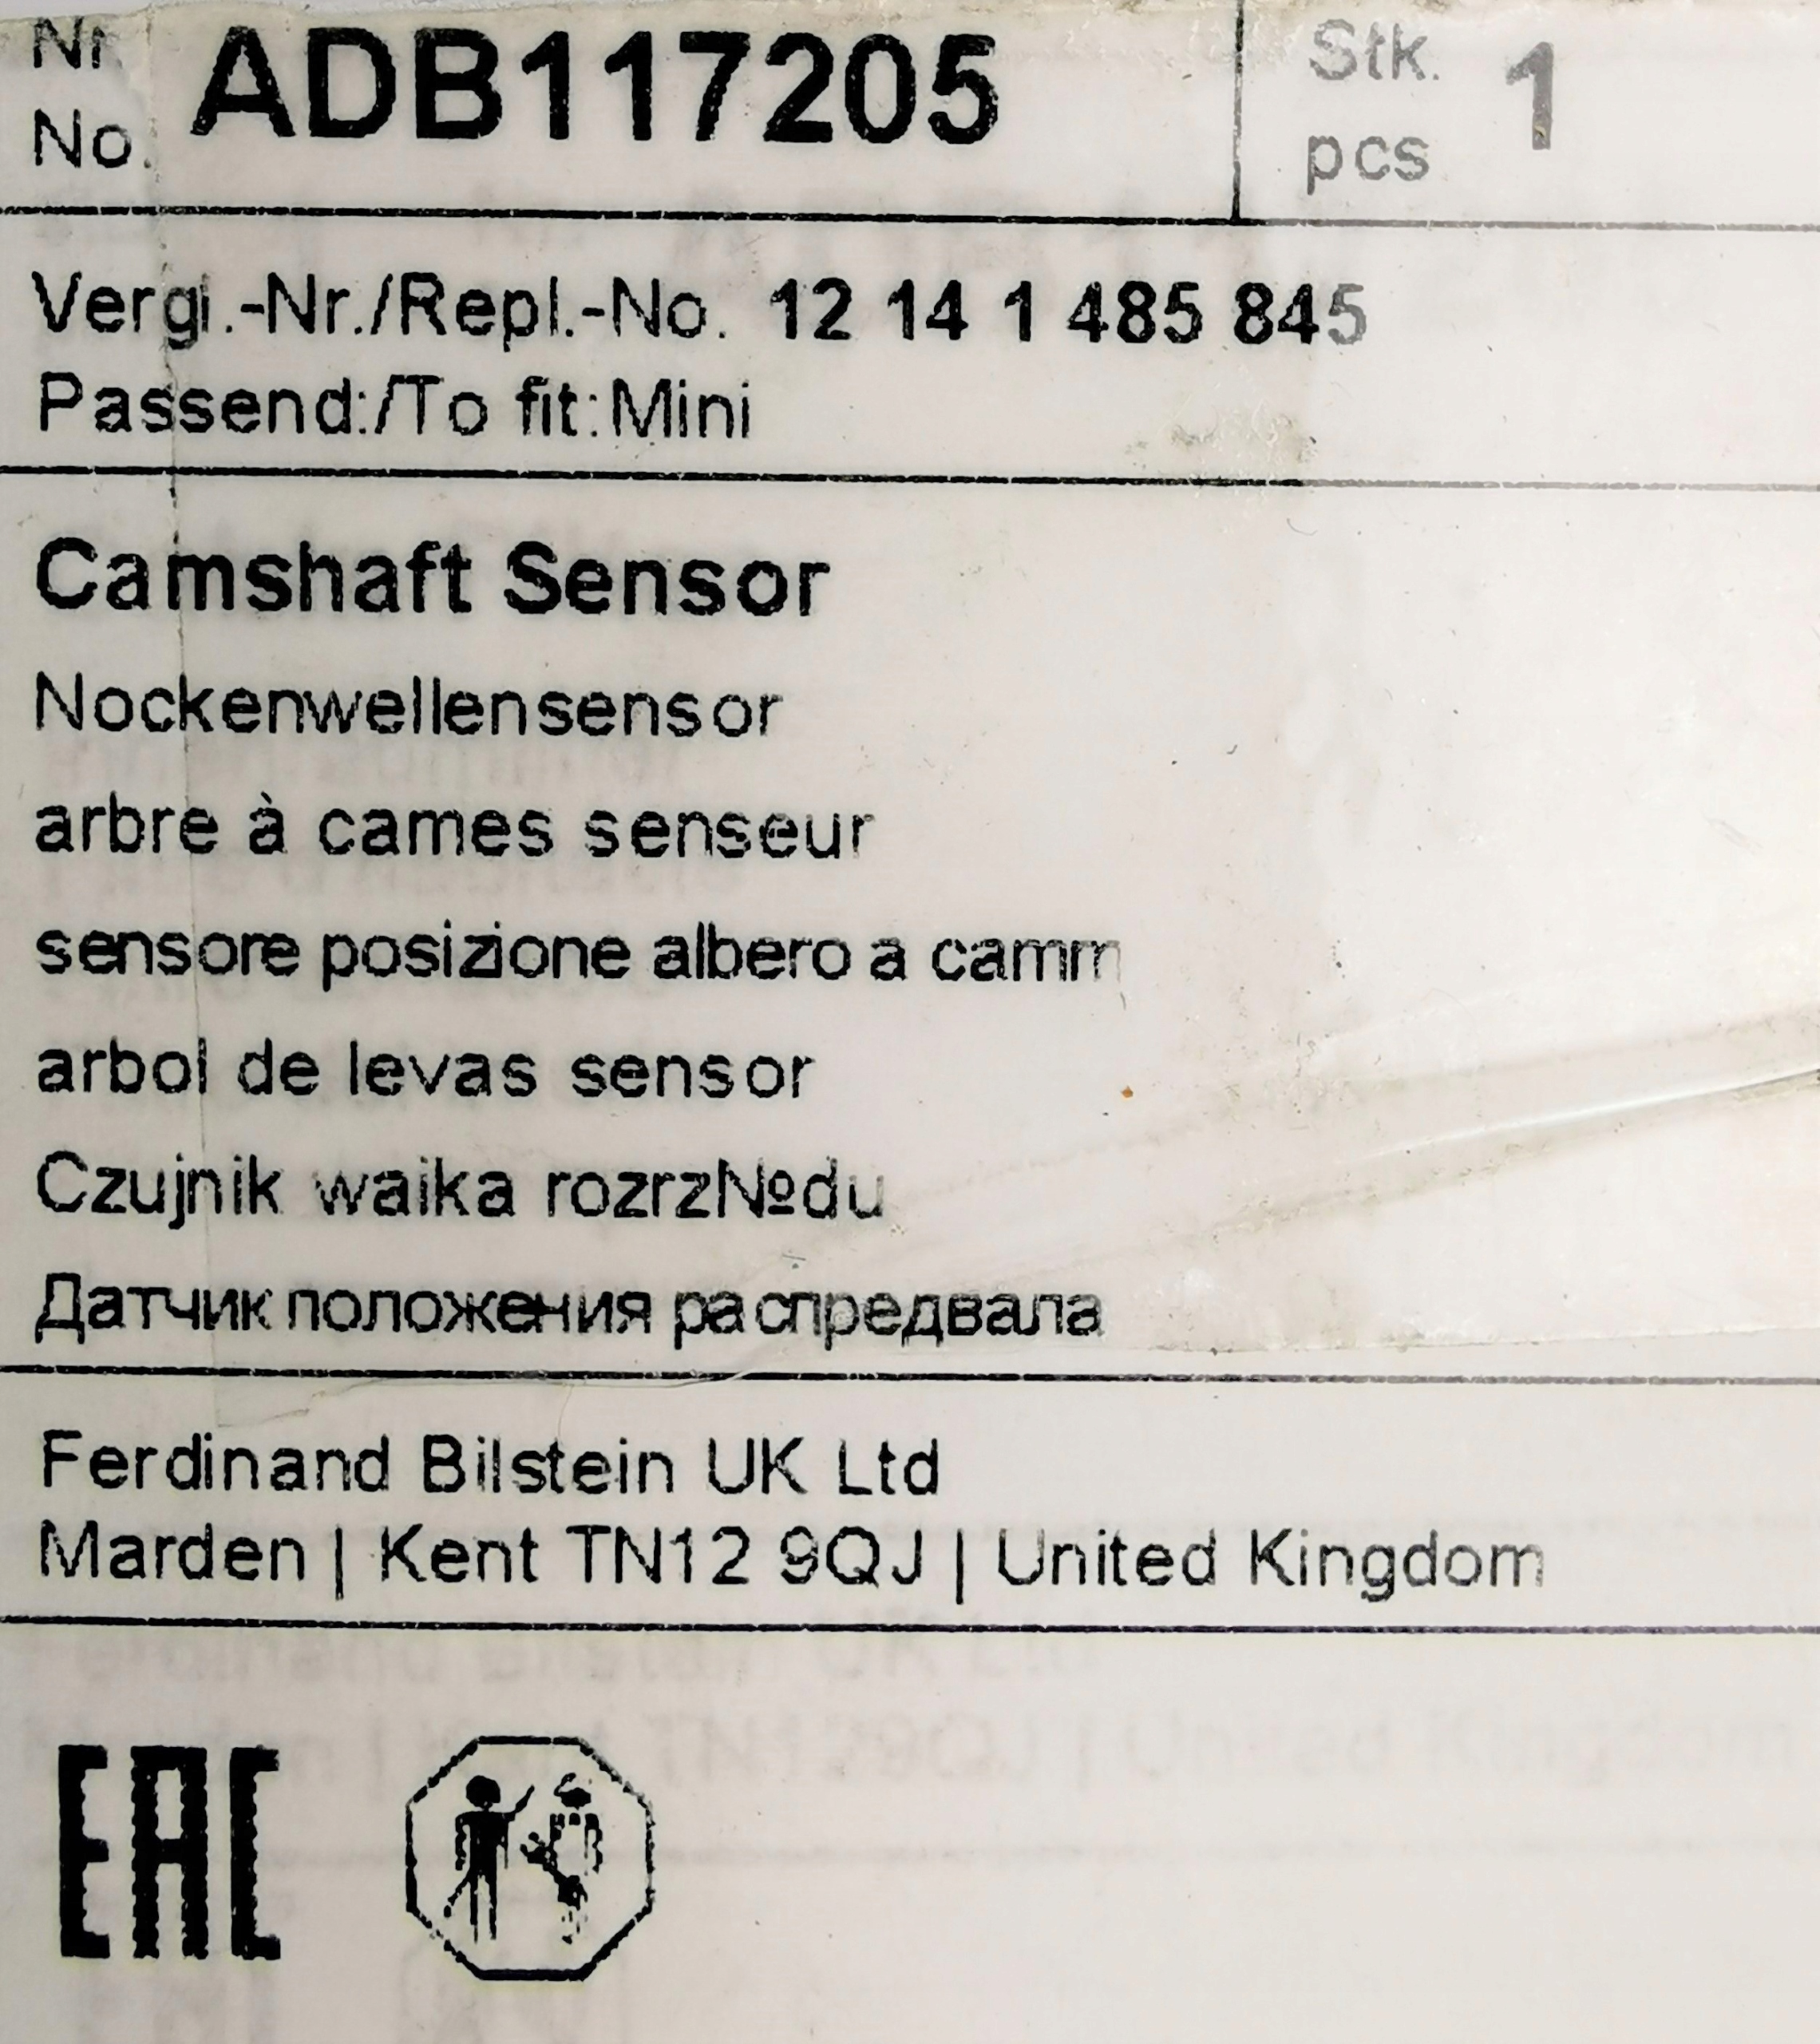 Nr. ADB117205 Stk. 1
No. pcs
Vergl.-Nr./Repl.-No. 12 14 1 485 845
Passend:/To fit:Mini
Camshaft Sensor
Nockenwellensensor
arbre à cames senseur
sensore posizione albero a camm
arbol de levas sensor
Czujnik waika rozrz№du
Датчик положения распредвала
Ferdinand Bilstein UK Ltd
Marden | Kent TN12 9QJ | United Kingdom
EAC